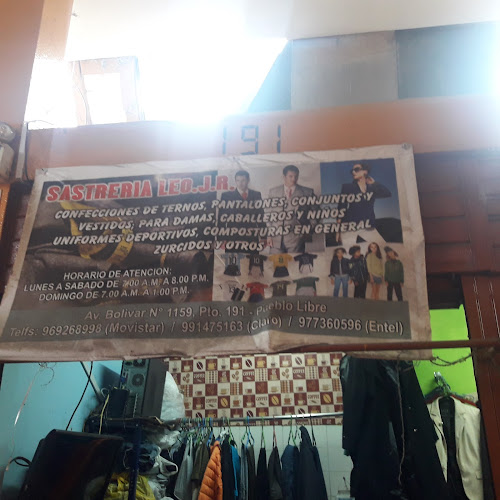 191
SASTRERIA LEO.J.R.
CONFECCIONES DE TERNOS, PANTALONES, CONJUNTOS Y
VESTIDOS, PARA DAMAS, CABALLEROS Y NIÑOS
UNIFORMES DEPORTIVOS, COMPOSTURAS EN GENERAL
ZURCIDOS Y OTROS
HORARIO DE ATENCION:
LUNES A SABADO DE 7.00 A.M. A 8.00 P.M.
DOMINGO DE 7.00 A.M. A 1:00 P.M.
Av. Bolivar N° 1159, Pto. 191 - Pueblo Libre
Telfs: 969268998 (Movistar) / 991475163 (Claro) / 977360596 (Entel)